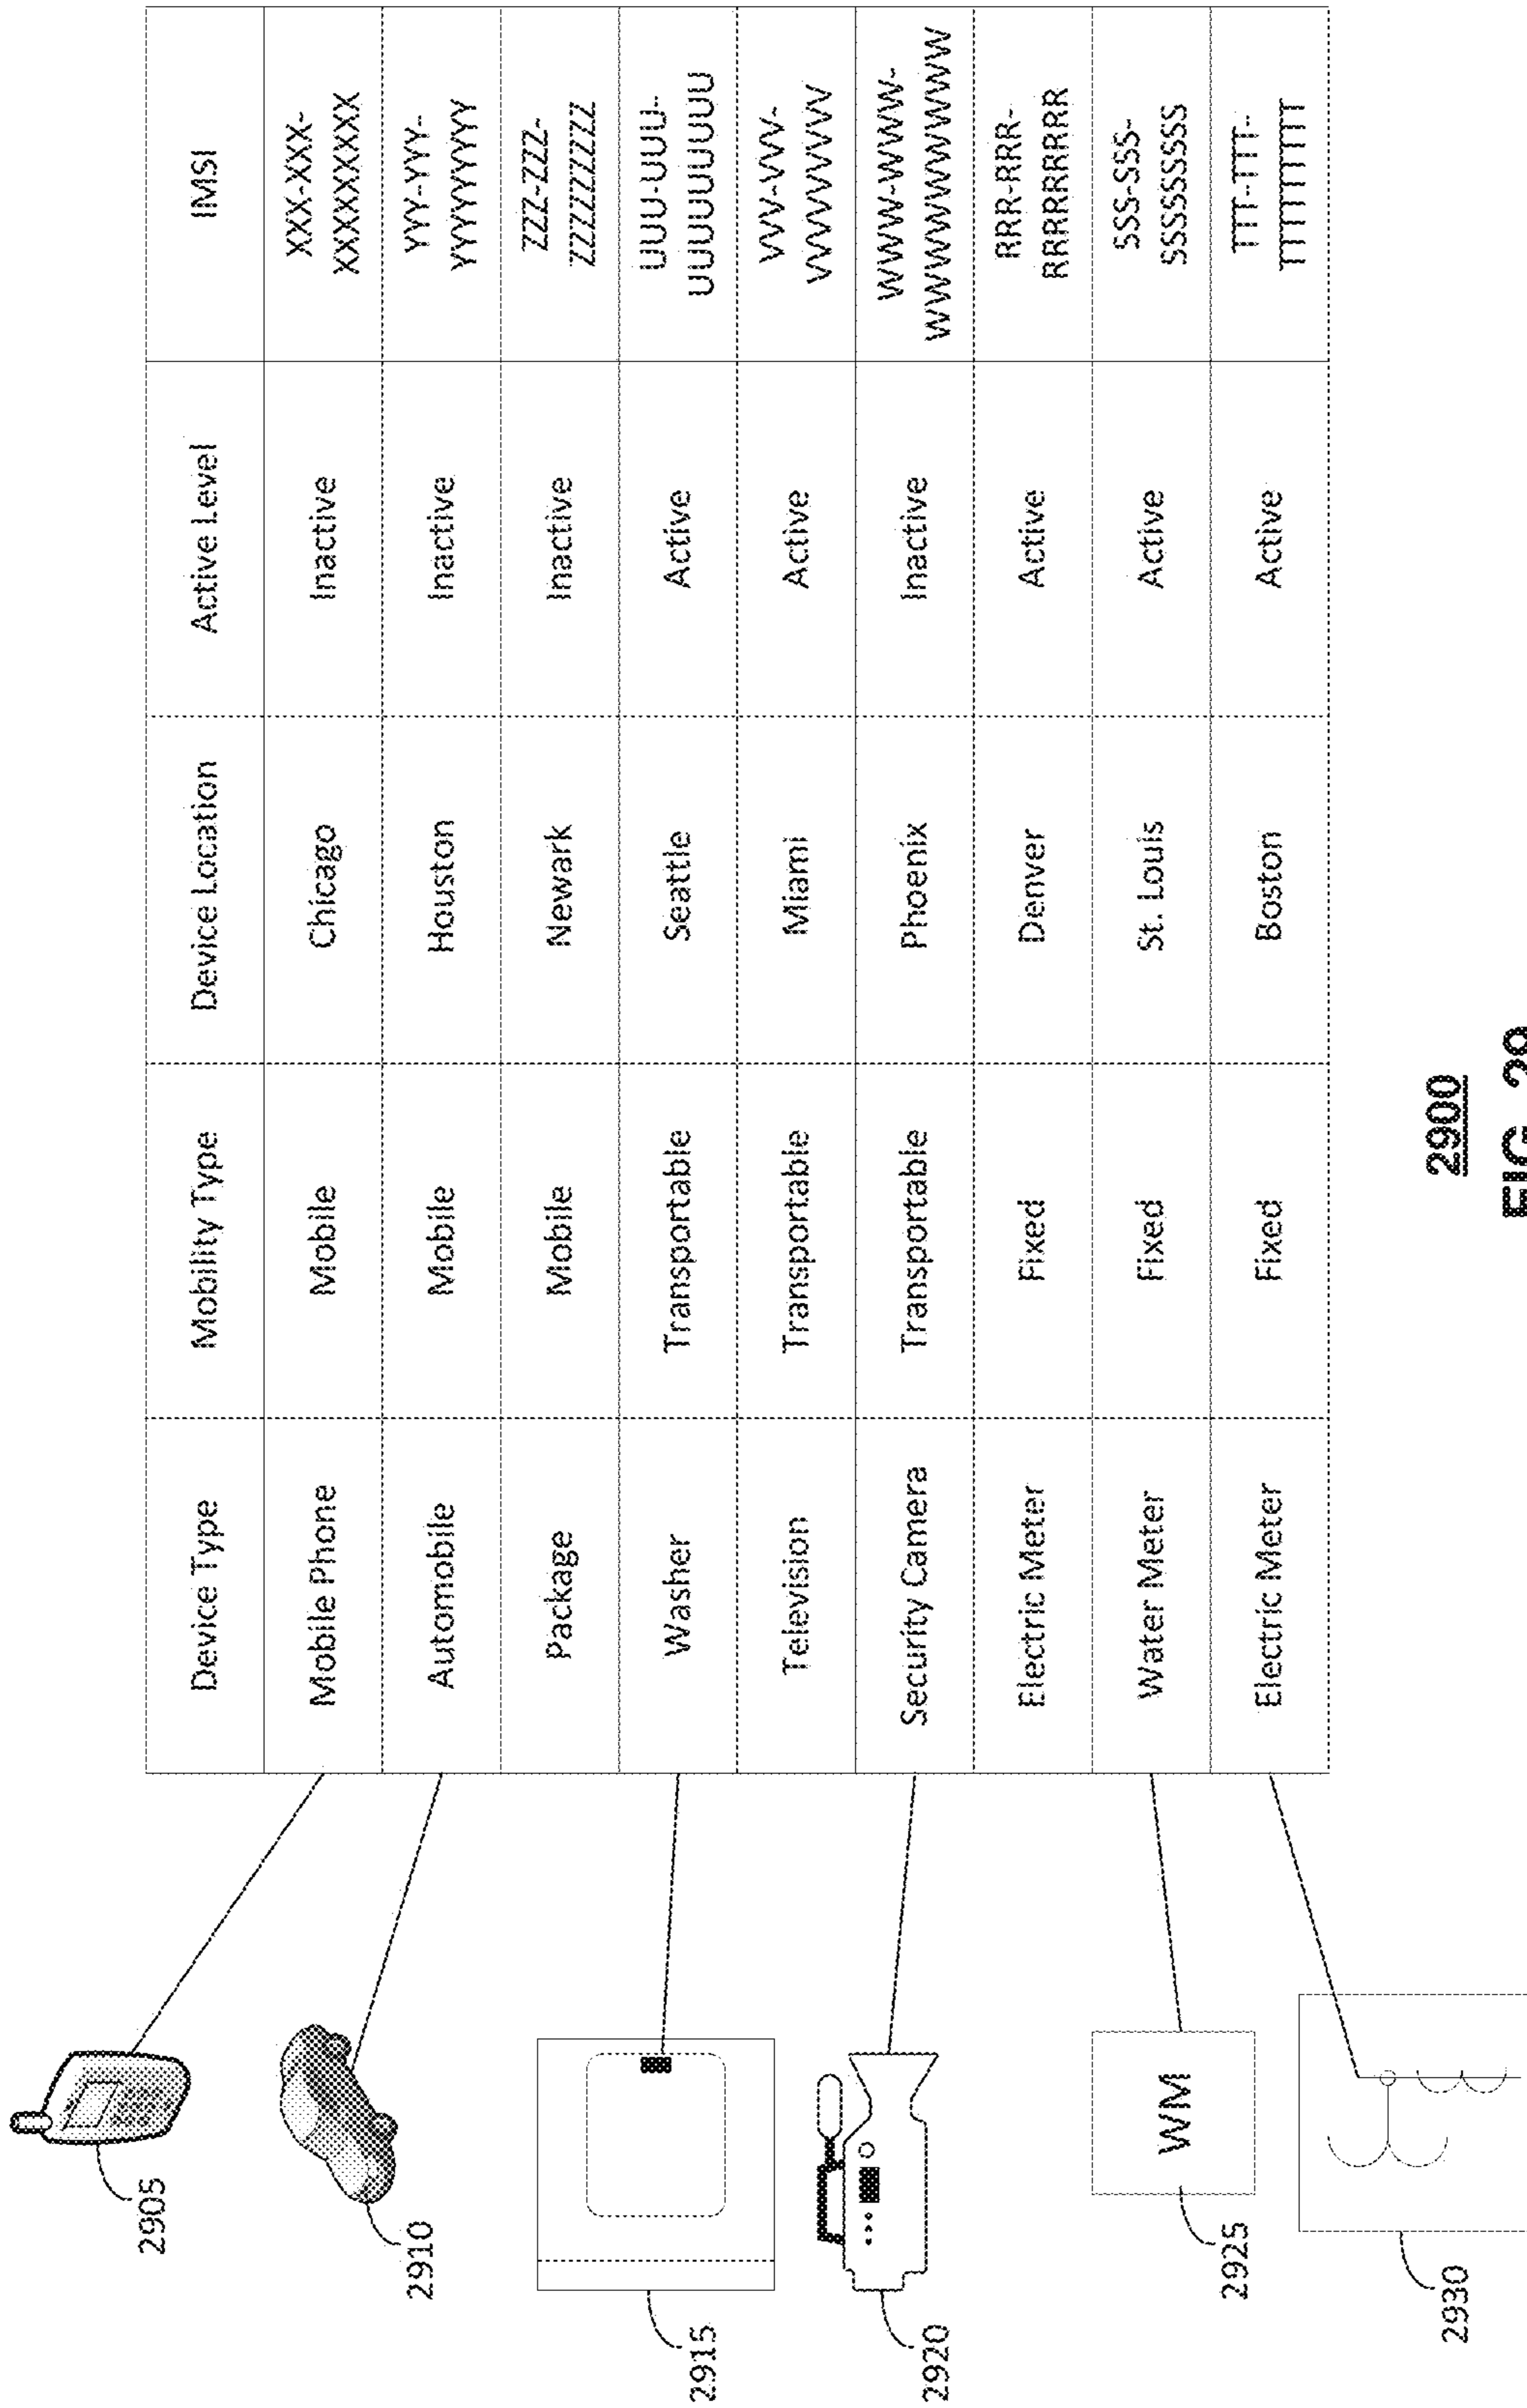 Device Type Mobility Type Device Location Active Level IMSI
Mobile Phone Mobile Chicago Inactive XXX-XXX-
XXXXXXXXX
Automobile Mobile Houston Inactive YYY-YYY-
YYYYYYYYY
Package Mobile Newark Inactive ZZZ-ZZZ-
ZZZZZZZZZ
Washer Transportable Seattle Active UUU-UUU-
UUUUUUUUU
Television Transportable Miami Active VVV-VVV-
VVVVVVVVV
Security Camera Transportable Phoenix Inactive WWW-WWW-
WWWWWWWWW
Electric Meter Fixed Denver Active RRR-RRR-
RRRRRRRRR
Water Meter Fixed St. Louis Active SSS-SSS-
SSSSSSSSS
Electric Meter Fixed Boston Active TTT-TTT-
TTTTTTTTT
2905
2910
2915
2920
WM
2925
2930
2900
FIG. 29